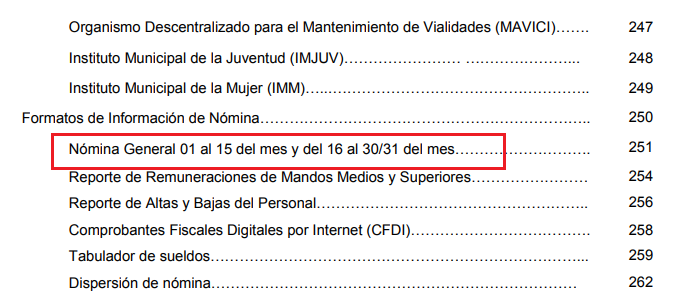 Organismo Descentralizado para el Mantenimiento de Vialidades (MAVICI)……. 247
Instituto Municipal de la Juventud (IMJUV)………………… ………………... 248
Instituto Municipal de la Mujer (IMM)…...…………………………………….. 249
Formatos de Información de Nómina………………………………………………….. 250
Nómina General 01 al 15 del mes y del 16 al 30/31 del mes………………….. 251
Reporte de Remuneraciones de Mandos Medios y Superiores………………… 254
Reporte de Altas y Bajas del Personal……………………………………….. 256
Comprobantes Fiscales Digitales por Internet (CFDI)………………………….. 258
Tabulador de sueldos………………………………………………………... 259
Dispersión de nómina………………………………………………………… 262